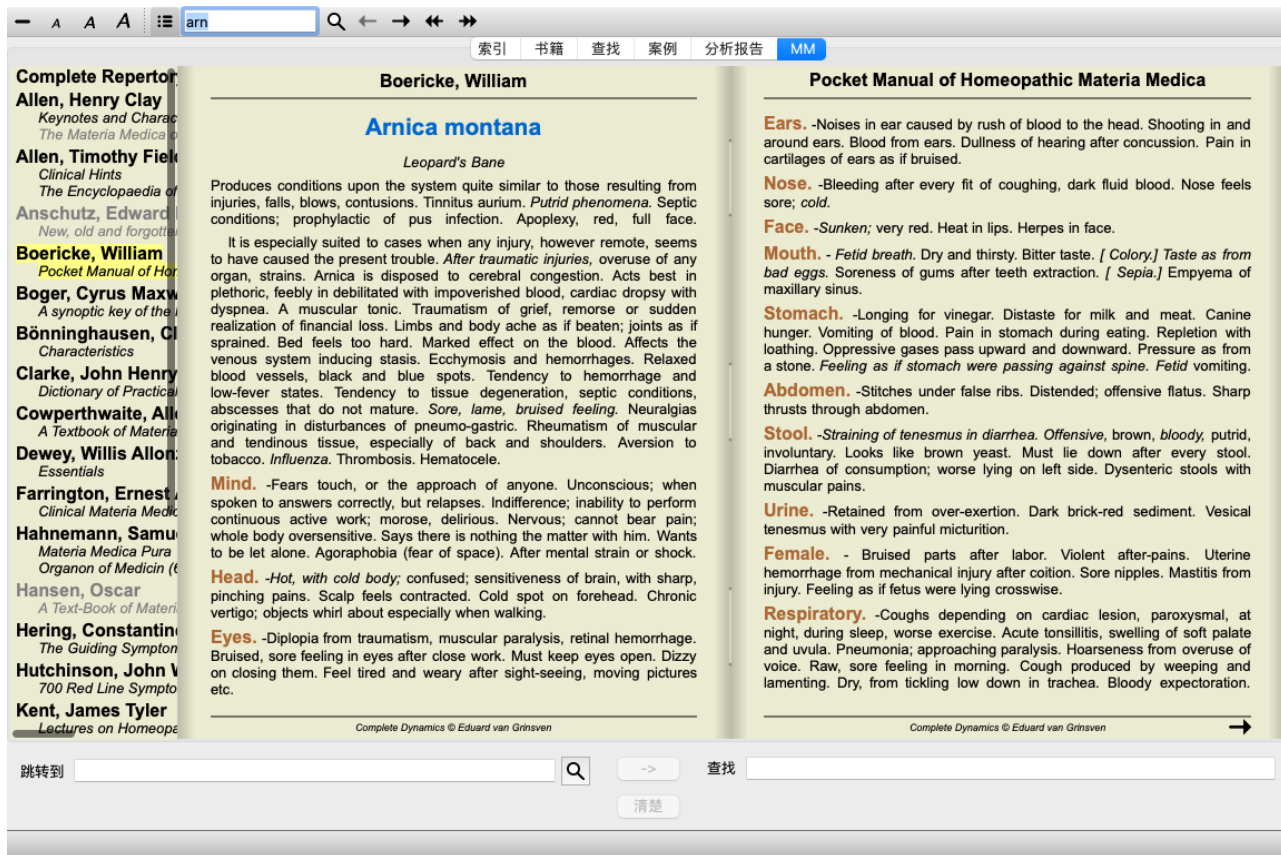 A A A arn
索引 书籍 查找 案例 分析报告 MM
Complete Repertor
Allen, Henry Clay
Keynotes and Charac
The Materia Medica o
Allen, Timothy Field
Clinical Hints
The Encyclopaedia of
Anschutz, Edward
New, old and forgotte
Boericke, William
Pocket Manual of Hom
Boger, Cyrus Maxw
A synoptic key of the
Bönninghausen, Cl
Characteristics
Clarke, John Henry
Dictionary of Practical
Cowperthwaite, Alle
A Textbook of Materia
Dewey, Willis Alonz
Essentials
Farrington, Ernest
Clinical Materia Medic
Hahnemann, Samu
Materia Medica Pura
Organon of Medicin (6
Hansen, Oscar
A Text-Book of Materi
Hering, Constantin
The Guiding Sympton
Hutchinson, John W
700 Red Line Sympto
Kent, James Tyler
Lectures on Homeopa
Boericke, William
Arnica montana
Leopard's Bane
Produces conditions upon the system quite similar to those resulting from
injuries, falls, blows, contusions. Tinnitus aurium. Putrid phenomena. Septic
conditions; prophylactic of pus infection. Apoplexy, red, full face.
It is especially suited to cases when any injury, however remote, seems
to have caused the present trouble. After traumatic injuries, overuse of any
organ, strains. Arnica is disposed to cerebral congestion. Acts best in
plethoric, feebly in debilitated with impoverished blood, cardiac dropsy with
dyspnea. A muscular tonic. Traumatism of grief, remorse or sudden
realization of financial loss. Limbs and body ache as if beaten; joints as if
sprained. Bed feels too hard. Marked effect on the blood. Affects the
venous system inducing stasis. Ecchymosis and hemorrhages. Relaxed
blood vessels, black and blue spots. Tendency to hemorrhage and
low-fever states. Tendency to tissue degeneration, septic conditions,
abscesses that do not mature. Sore, lame, bruised feeling. Neuralgias
originating in disturbances of pneumo-gastric. Rheumatism of muscular
and tendinous tissue, especially of back and shoulders. Aversion to
tobacco. Influenza. Thrombosis. Hematocele.
Mind. -Fears touch, or the approach of anyone. Unconscious; when
spoken to answers correctly, but relapses. Indifference; inability to perform
continuous active work; morose, delirious. Nervous; cannot bear pain;
whole body oversensitive. Says there is nothing the matter with him. Wants
to be let alone. Agoraphobia (fear of space). After mental strain or shock.
Head. -Hot, with cold body; confused; sensitiveness of brain, with sharp,
pinching pains. Scalp feels contracted. Cold spot on forehead. Chronic
vertigo; objects whirl about especially when walking.
Eyes. -Diplopia from traumatism, muscular paralysis, retinal hemorrhage.
Bruised, sore feeling in eyes after close work. Must keep eyes open. Dizzy
on closing them. Feel tired and weary after sight-seeing, moving pictures
etc.
Complete Dynamics © Eduard van Grinsven
Pocket Manual of Homeopathic Materia Medica
Ears. -Noises in ear caused by rush of blood to the head. Shooting in and
around ears. Blood from ears. Dullness of hearing after concussion. Pain in
cartilages of ears as if bruised.
Nose. -Bleeding after every fit of coughing, dark fluid blood. Nose feels
sore; cold.
Face. -Sunken; very red. Heat in lips. Herpes in face.
Mouth. - Fetid breath. Dry and thirsty. Bitter taste. [ Colory.] Taste as from
bad eggs. Soreness of gums after teeth extraction. [ Sepia.] Empyema of
maxillary sinus.
Stomach. -Longing for vinegar. Distaste for milk and meat. Canine
hunger. Vomiting of blood. Pain in stomach during eating. Repletion with
loathing. Oppressive gases pass upward and downward. Pressure as from
a stone. Feeling as if stomach were passing against spine. Fetid vomiting.
Abdomen. -Stitches under false ribs. Distended; offensive flatus. Sharp
thrusts through abdomen.
Stool. -Straining of tenesmus in diarrhea. Offensive, brown, bloody, putrid,
involuntary. Looks like brown yeast. Must lie down after every stool.
Diarrhea of consumption; worse lying on left side. Dysenteric stools with
muscular pains.
Urine. -Retained from over-exertion. Dark brick-red sediment. Vesical
tenesmus with very painful micturition.
Female. - Bruised parts after labor. Violent after-pains. Uterine
hemorrhage from mechanical injury after coition. Sore nipples. Mastitis from
injury. Feeling as if fetus were lying crosswise.
Respiratory. -Coughs depending on cardiac lesion, paroxysmal, at
night, during sleep, worse exercise. Acute tonsillitis, swelling of soft palate
and uvula. Pneumonia; approaching paralysis. Hoarseness from overuse of
voice. Raw, sore feeling in morning. Cough produced by weeping and
lamenting. Dry, from tickling low down in trachea. Bloody expectoration.
Complete Dynamics © Eduard van Grinsven
跳转到 -> 查找
清楚